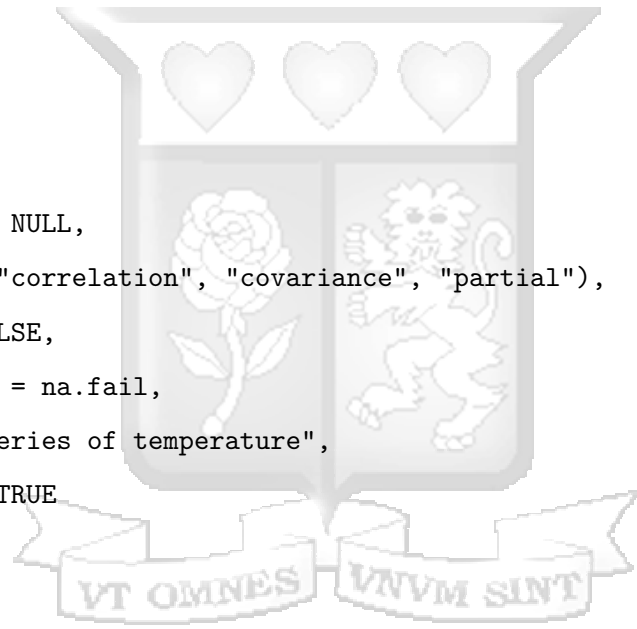 NULL,
"correlation", "covariance", "partial"),
LSE,
= na.fail,
eries of temperature",
TRUE
VT OMNES VNVM SINT